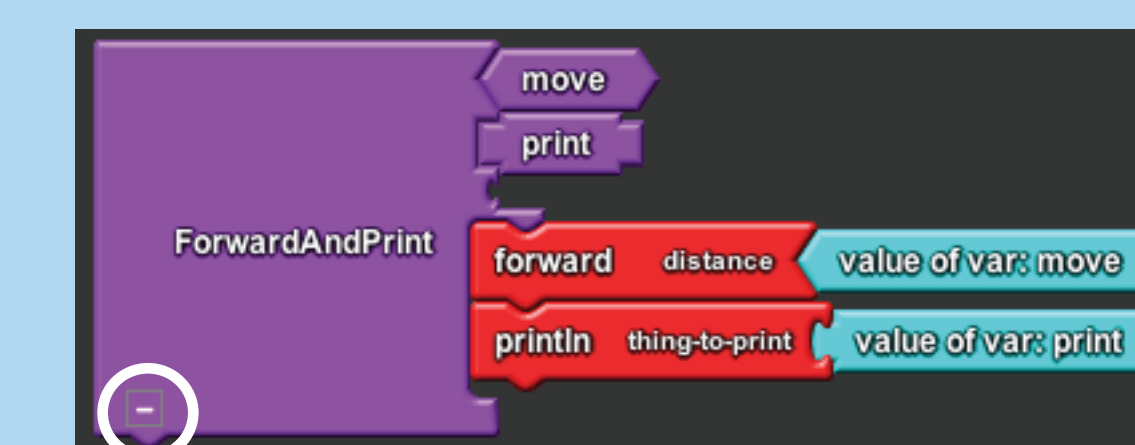 move
print
ForwardAndPrint
forward distance value of var: move
println thing-to-print value of var: print
–